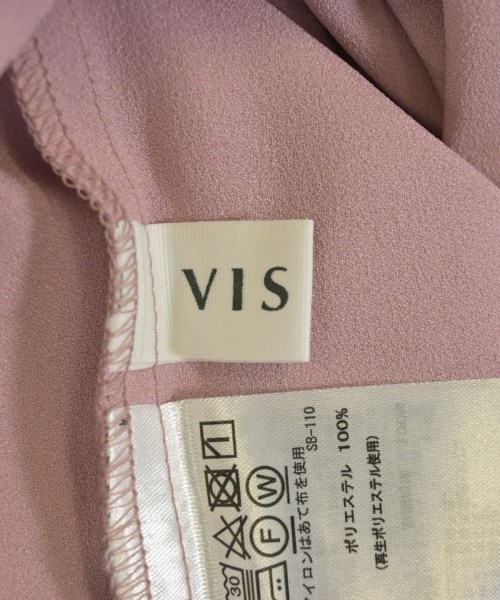 VIS
ポリエステル 100%
(再生ポリエステル使用)
SB-110
イロンはあて布を使用
W
F
30